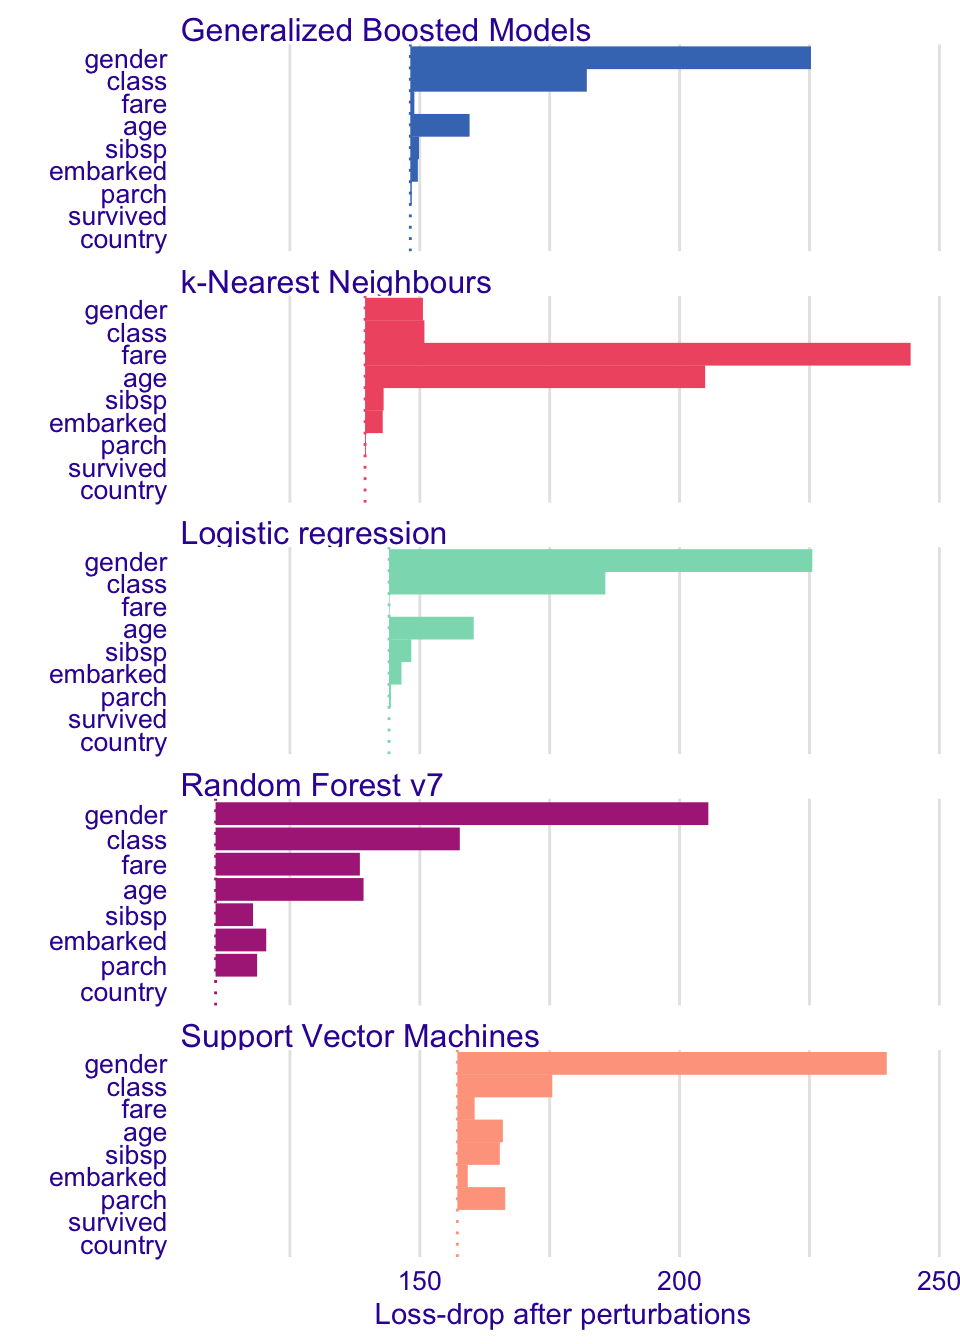 Generalized Boosted Models
gender
class
fare
age
sibsp
embarked
parch
survived
country
k-Nearest Neighbours
gender
class
fare
age
sibsp
embarked
parch
survived
country
Logistic regression
gender
class
fare
age
sibsp
embarked
parch
survived
country
Random Forest v7
gender
class
fare
age
sibsp
embarked
parch
country
Support Vector Machines
gender
class
fare
age
sibsp
embarked
parch
survived
country
150 200 250
Loss-drop after perturbations